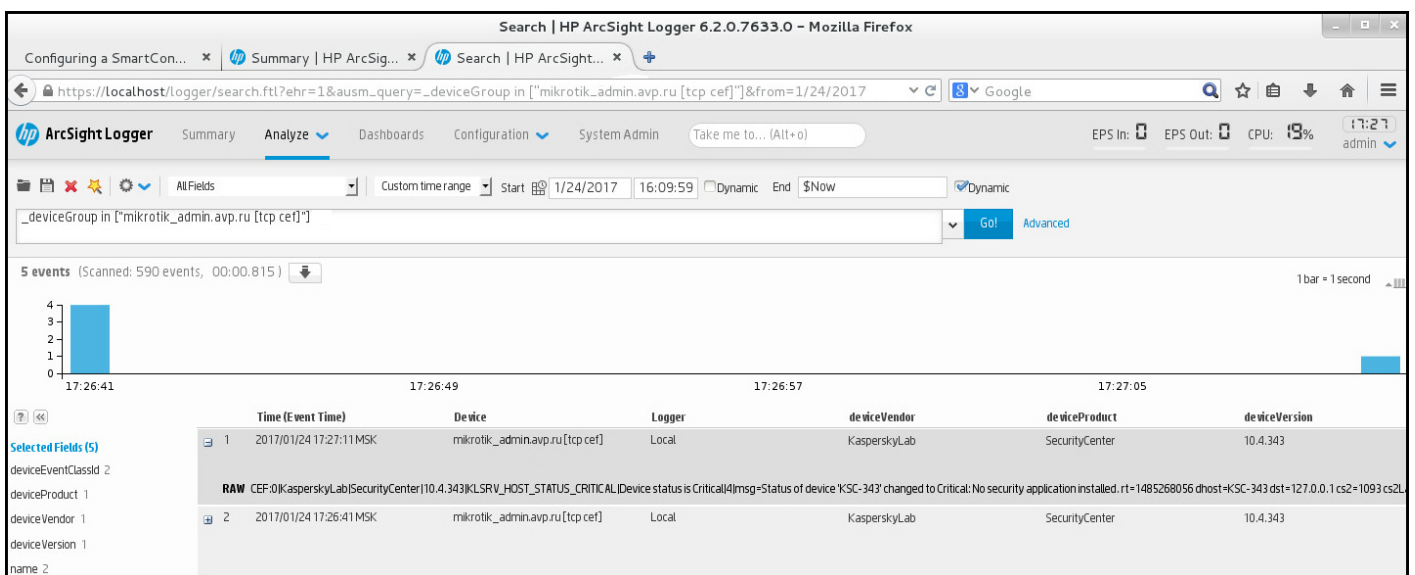 Search | HP ArcSight Logger 6.2.0.7633.0 - Mozilla Firefox
Configuring a SmartCon... Summary | HP ArcSig... Search | HP ArcSight...
https://localhost/logger/search.ftl?ehr=1&ausm_query=_deviceGroup in ["mikrotik_admin.avp.ru [tcp cef]"]&from=1/24/2017 Google
hp ArcSight Logger Summary Analyze Dashboards Configuration System Admin Take me to... (Alt+o) EPS In: 0 EPS Out: 0 CPU: 19% 17:27
admin
All Fields Custom time range Start 1/24/2017 16:09:59 Dynamic End $Now Dynamic
_deviceGroup in ["mikrotik_admin.avp.ru [tcp cef]"]
Go! Advanced
5 events (Scanned: 590 events, 00:00.815)
1 bar = 1 second
4
3
2
1
0
17:26:41 17:26:49 17:26:57 17:27:05
Time (Event Time) Device Logger deviceVendor deviceProduct deviceVersion
Selected Fields (5)
1 2017/01/24 17:27:11 MSK mikrotik_admin.avp.ru [tcp cef] Local KasperskyLab SecurityCenter 10.4.343
deviceEventClassId 2
deviceProduct 1
RAW CEF:0|KasperskyLab|SecurityCenter|10.4.343|KLSRV_HOST_STATUS_CRITICAL|Device status is Critical|4|msg=Status of device 'KSC-343' changed to Critical: No security application installed. rt=1485268056 dhost=KSC-343 dst=127.0.0.1 cs2=1093 cs2L
deviceVendor 1
2 2017/01/24 17:26:41 MSK mikrotik_admin.avp.ru [tcp cef] Local KasperskyLab SecurityCenter 10.4.343
deviceVersion 1
name 2